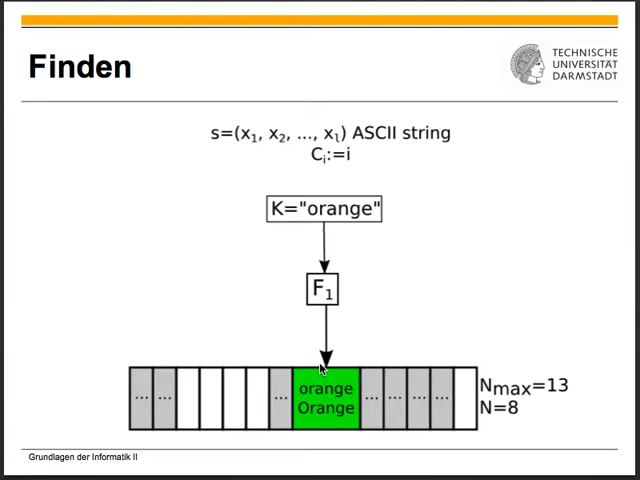 Finden
TECHNISCHE
UNIVERSITÄT
DARMSTADT
s=(x₁, x₂, ..., xₗ) ASCII string
Cᵢ:=i
K="orange"
F₁
... ... ... orange ... ... ... ...
Orange
Nmax=13
N=8
Grundlagen der Informatik II